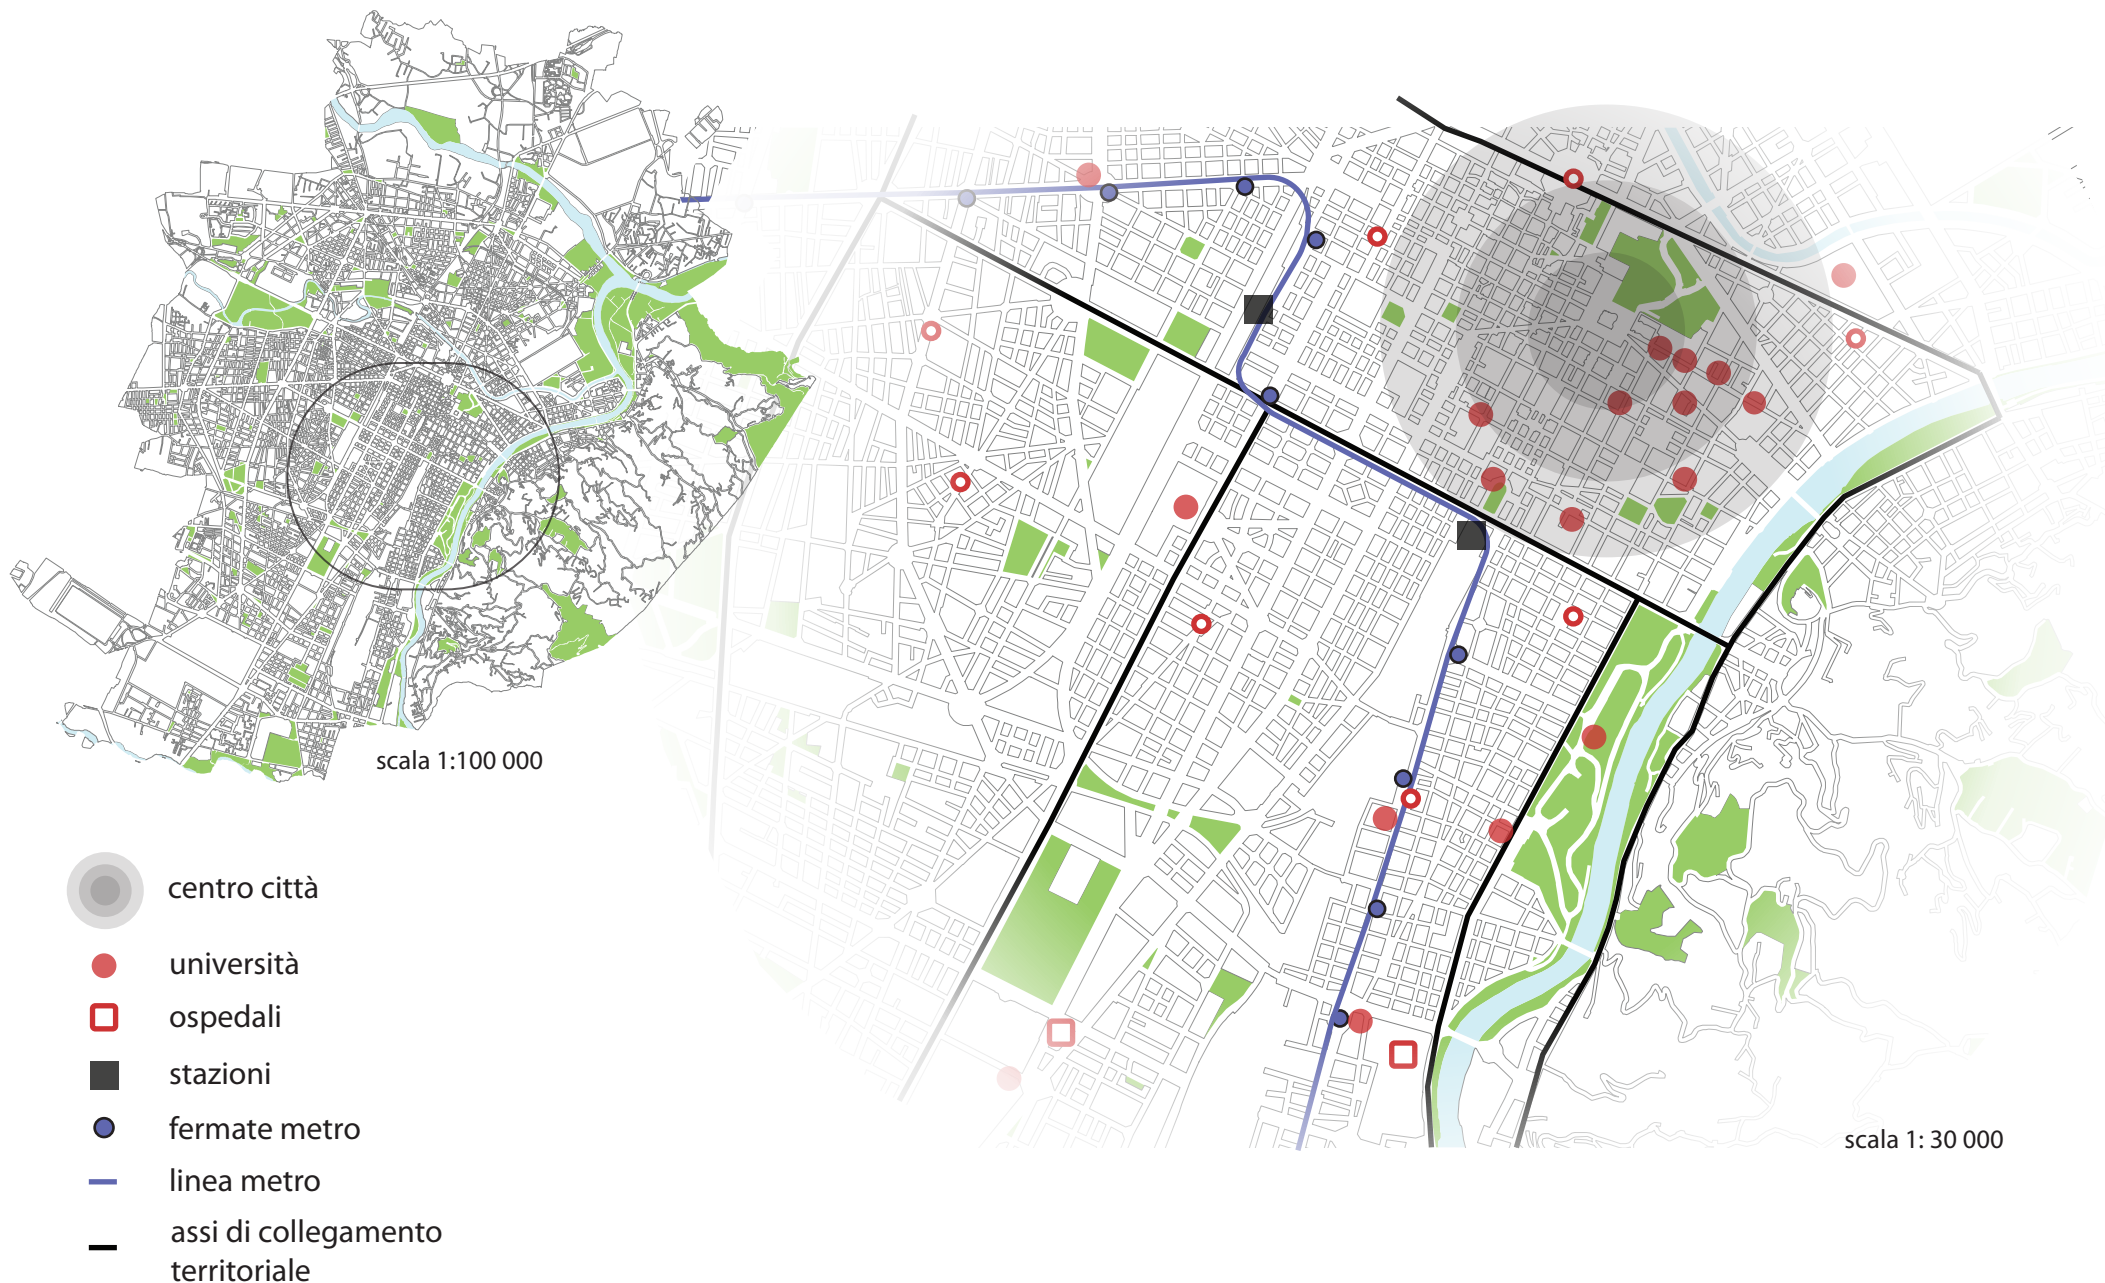 scala 1:100 000
centro città
università
ospedali
stazioni
fermate metro
linea metro
assi di collegamento
territoriale
scala 1: 30 000